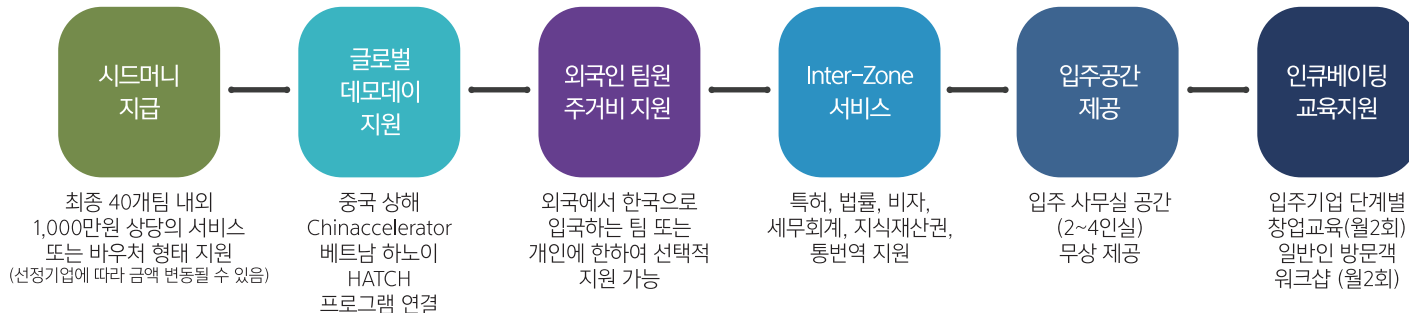 시드머니
지급
글로벌
데모데이
지원
외국인 팀원
주거비 지원
Inter-Zone
서비스
입주공간
제공
인큐베이팅
교육지원
최종 40개팀 내외
1,000만원 상당의 서비스
또는 바우처 형태 지원
(선정기업에 따라 금액 변동될 수 있음)
중국 상해
Chinaccelerator
베트남 하노이
HATCH
프로그램 연결
외국에서 한국으로
입국하는 팀 또는
개인에 한하여 선택적
지원 가능
특허, 법률, 비자,
세무회계, 지식재산권,
통번역 지원
입주 사무실 공간
(2~4인실)
무상 제공
입주기업 단계별
창업교육(월2회)
일반인 방문객
워크샵 (월2회)